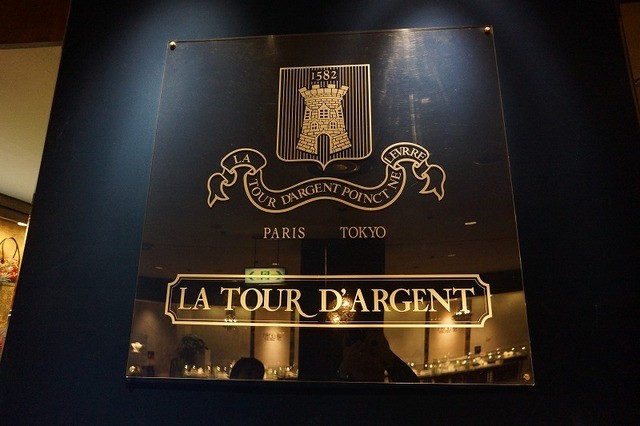 1582
LA TOUR D'ARGENT POINCT NE LEVRRE
PARIS TOKYO
LA TOUR D'ARGENT